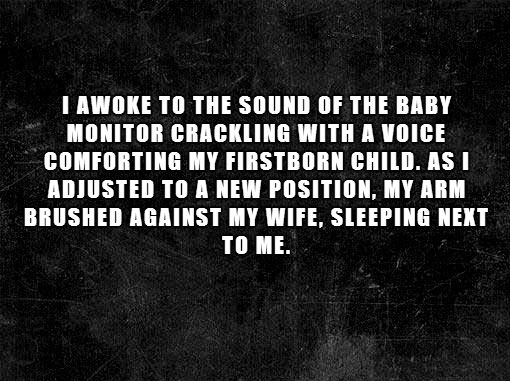 I AWOKE TO THE SOUND OF THE BABY
MONITOR CRACKLING WITH A VOICE
COMFORTING MY FIRSTBORN CHILD. AS I
ADJUSTED TO A NEW POSITION, MY ARM
BRUSHED AGAINST MY WIFE, SLEEPING NEXT
TO ME.